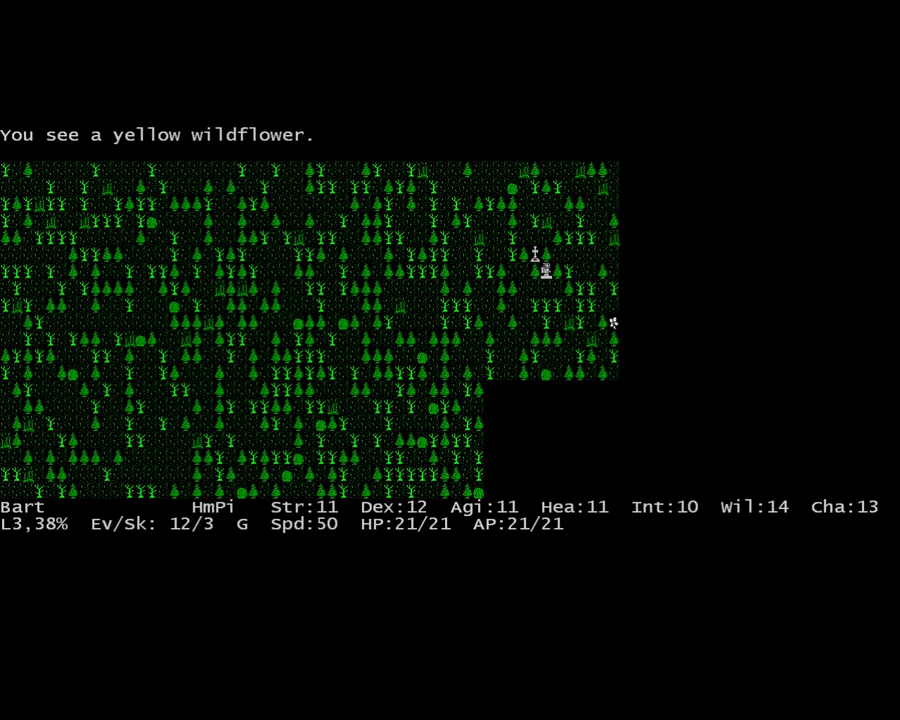 You see a yellow wildflower.
Bart HmPi Str:11 Dex:12 Agi:11 Hea:11 Int:10 Wil:14 Cha:13
L3,38% Ev/Sk: 12/3 G Spd:50 HP:21/21 AP:21/21